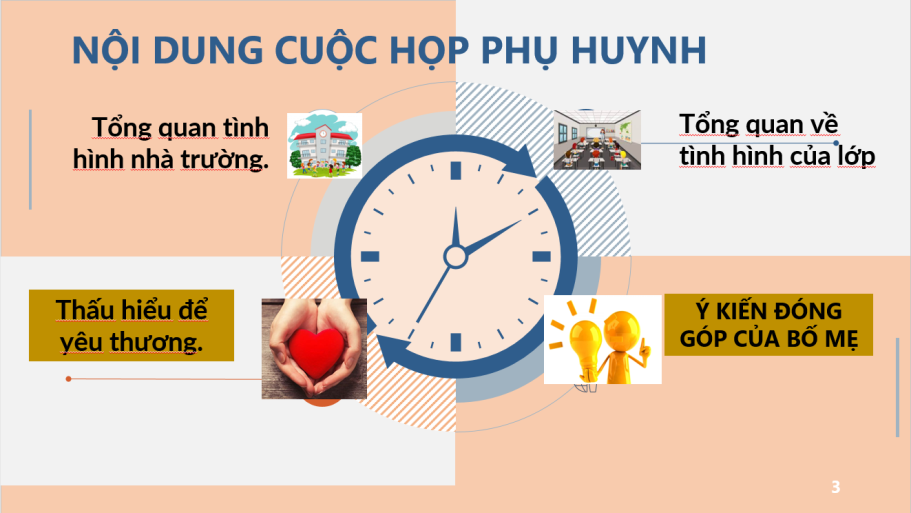 NỘI DUNG CUỘC HỌP PHỤ HUYNH
Tổng quan tình
hình nhà trường.
Tổng quan về
tình hình của lớp
Thấu hiểu để
yêu thương.
Ý KIẾN ĐÓNG
GÓP CỦA BỐ MẸ
3